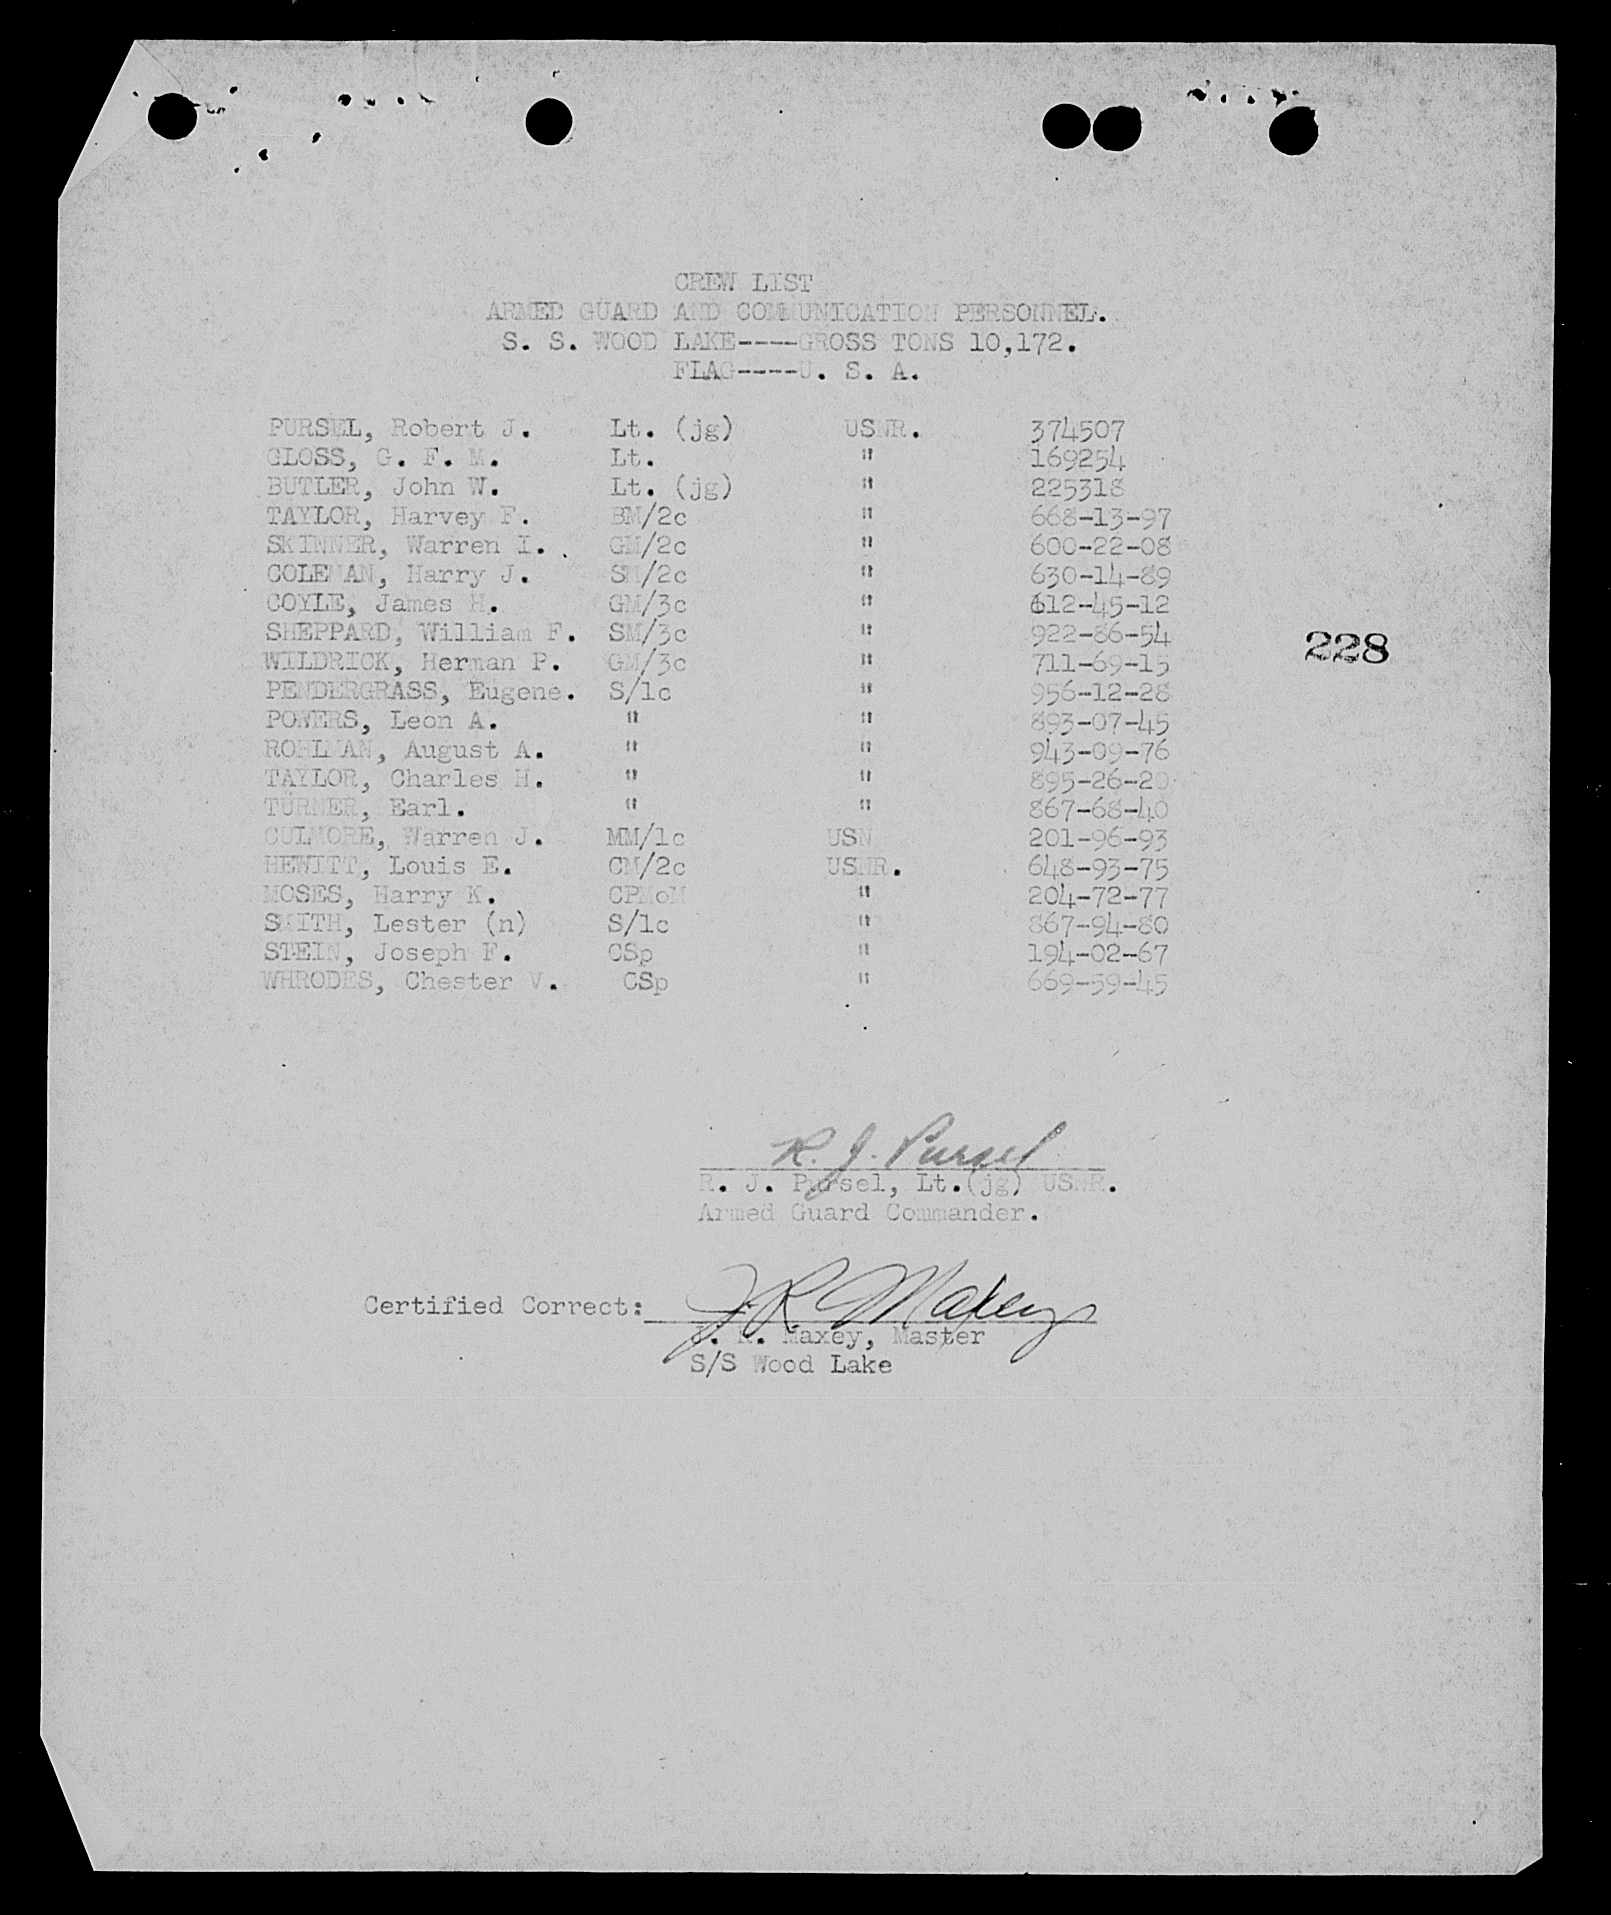 CREW LIST
ARMED GUARD AND COMMUNICATION PERSONNEL.
S. S. WOOD LAKE----GROSS TONS 10,172.
FLAG----U. S. A.
PURSEL, Robert J. Lt. (jg) USNR. 374507
GLOSS, G. F. M. Lt. " 169254
BUTLER, John W. Lt. (jg) " 225318
TAYLOR, Harvey F. BM/2c " 668-13-97
SKINNER, Warren I. GM/2c " 600-22-08
COLEMAN, Harry J. SM/2c " 630-14-89
COYLE, James H. GM/3c " 612-45-12
SHEPPARD, William F. SM/3c " 922-86-54
228
WILDRICK, Herman P. GM/3c " 711-69-15
PENDERGRASS, Eugene. S/1c " 956-12-28
POWERS, Leon A. " " 893-07-45
ROHLMAN, August A. " " 943-09-76
TAYLOR, Charles H. " " 895-26-20
TURNER, Earl. " " 867-68-40
CULMORE, Warren J. MM/1c USN 201-96-93
HEWITT, Louis E. CM/2c USNR. 648-93-75
MOSES, Harry K. CPMoM " 204-72-77
SMITH, Lester (n) S/1c " 867-94-80
STEIN, Joseph F. CSp " 194-02-67
WHRODES, Chester V. CSp " 669-59-45
R. J. Pursel
R. J. Pursel, Lt.(jg) USNR.
Armed Guard Commander.
Certified Correct: J R Maxey
J. R. Maxey, Master
S/S Wood Lake